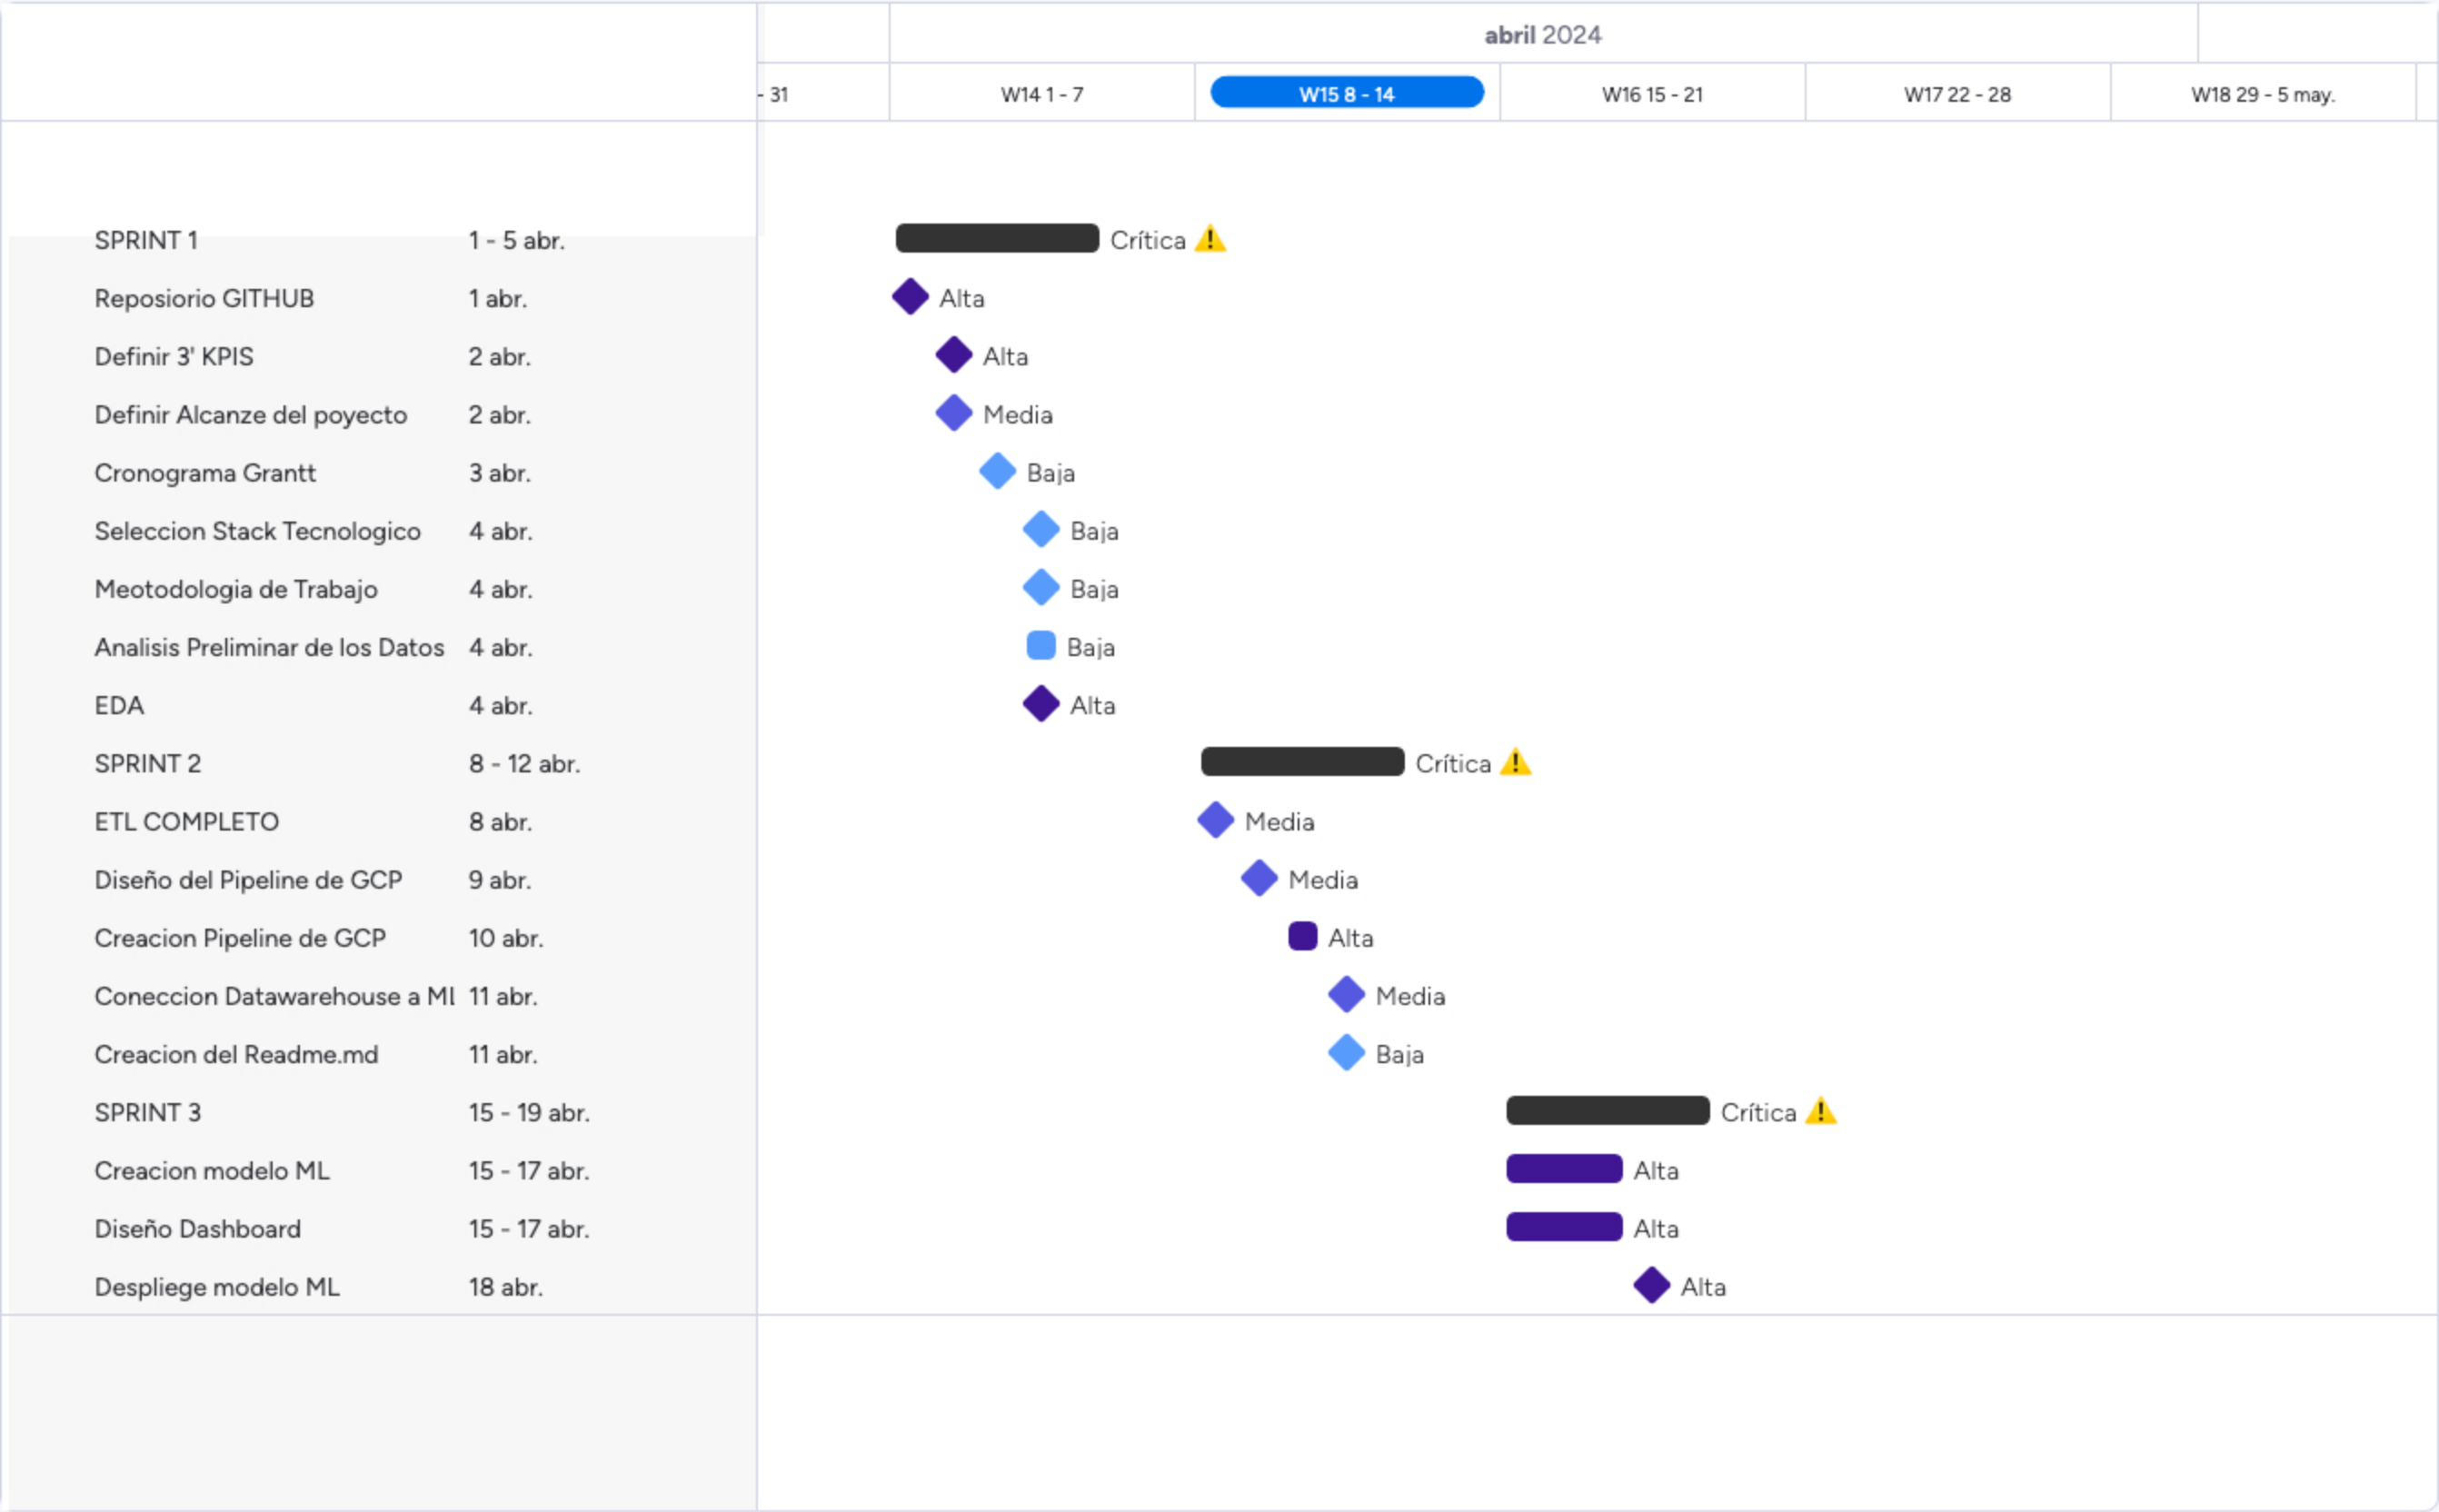 abril 2024
- 31 W14 1 - 7 W15 8 - 14 W16 15 - 21 W17 22 - 28 W18 29 - 5 may.
SPRINT 1 1 - 5 abr. Crítica ⚠️
Reposiorio GITHUB 1 abr. Alta
Definir 3' KPIS 2 abr. Alta
Definir Alcanze del poyecto 2 abr. Media
Cronograma Grantt 3 abr. Baja
Seleccion Stack Tecnologico 4 abr. Baja
Meotodologia de Trabajo 4 abr. Baja
Analisis Preliminar de los Datos 4 abr. Baja
EDA 4 abr. Alta
SPRINT 2 8 - 12 abr. Crítica ⚠️
ETL COMPLETO 8 abr. Media
Diseño del Pipeline de GCP 9 abr. Media
Creacion Pipeline de GCP 10 abr. Alta
Coneccion Datawarehouse a ML 11 abr. Media
Creacion del Readme.md 11 abr. Baja
SPRINT 3 15 - 19 abr. Crítica ⚠️
Creacion modelo ML 15 - 17 abr. Alta
Diseño Dashboard 15 - 17 abr. Alta
Despliege modelo ML 18 abr. Alta